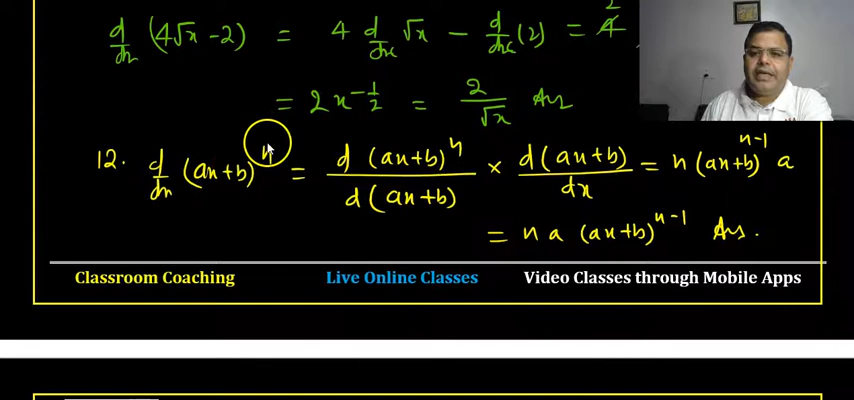 d/dx (4√x − 2) = 4 d/dx √x − d/dx (2) = 4 2
= 2x^{−1/2} = 2/√x Ans
12. d/dx (ax+b)^n = d (ax+b)^n / d (ax+b) × d (ax+b) / dx = n (ax+b)^{n−1} a
= n a (ax+b)^{n−1} Ans.
Classroom Coaching Live Online Classes Video Classes through Mobile Apps